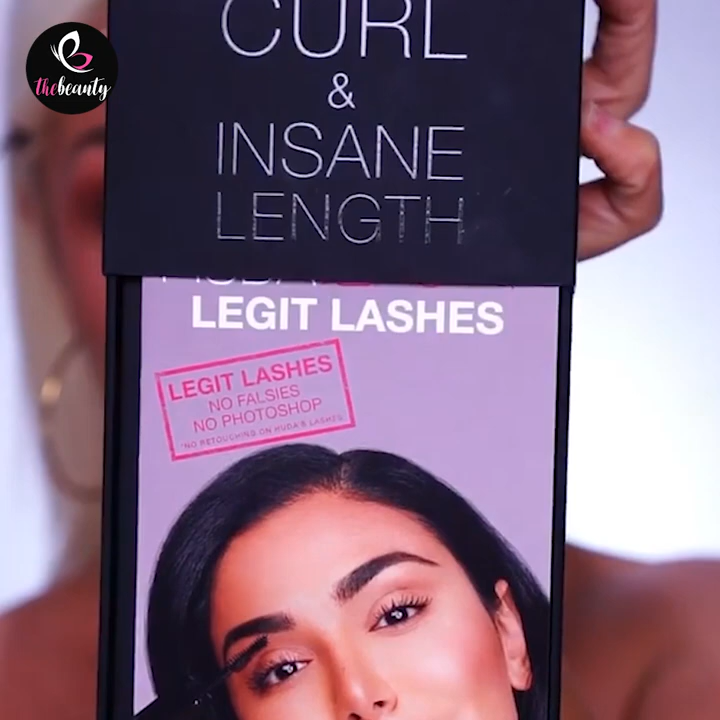 thebeauty
CURL
&
INSANE
LENGTH
LEGIT LASHES
LEGIT LASHES
NO FALSIES
NO PHOTOSHOP
*NO RETOUCHING ON HUDA'S LASHES